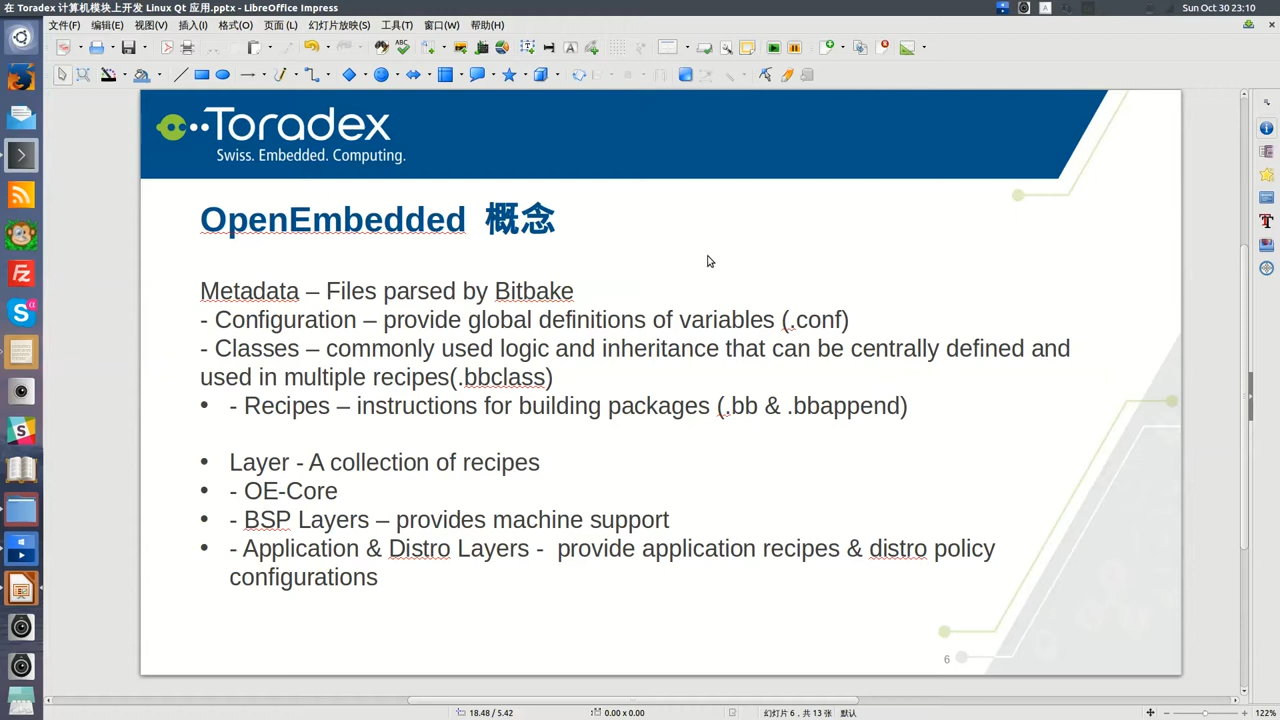 在 Toradex 计算机模块上开发 Linux Qt 应用.pptx - LibreOffice Impress
Sun Oct 30 23:10
文件(F) 编辑(E) 视图(V) 插入(I) 格式(O) 页面(L) 幻灯片放映(S) 工具(T) 窗口(W) 帮助(H)
Toradex
Swiss. Embedded. Computing.
OpenEmbedded 概念
Metadata – Files parsed by Bitbake
- Configuration – provide global definitions of variables (.conf)
- Classes – commonly used logic and inheritance that can be centrally defined and
used in multiple recipes(.bbclass)
• - Recipes – instructions for building packages (.bb & .bbappend)
• Layer - A collection of recipes
• - OE-Core
• - BSP Layers – provides machine support
• - Application & Distro Layers - provide application recipes & distro policy
configurations
6
18.48 / 5.42
0.00 x 0.00
幻灯片 6，共 13 张
默认
122%